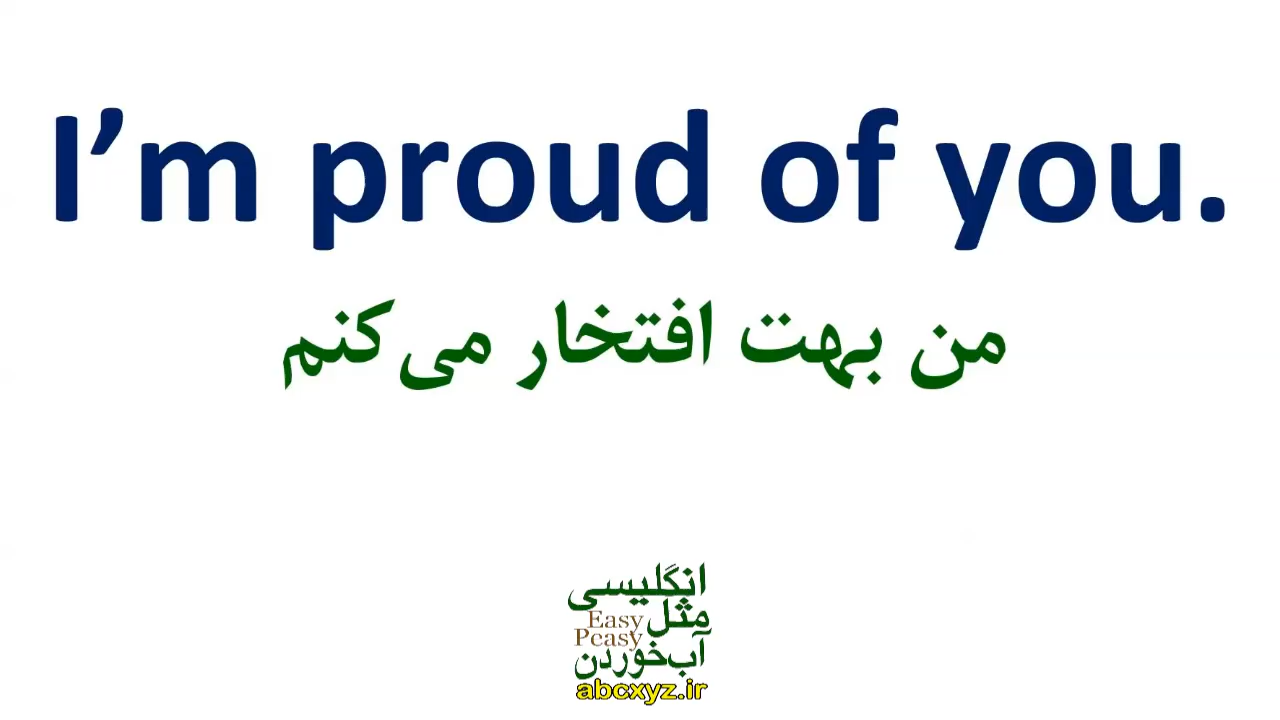 I’m proud of you.
من بهت افتخار می‌کنم
انگلیسی
مثل
Easy
Peasy
آب‌خوردن
abcxyz.ir